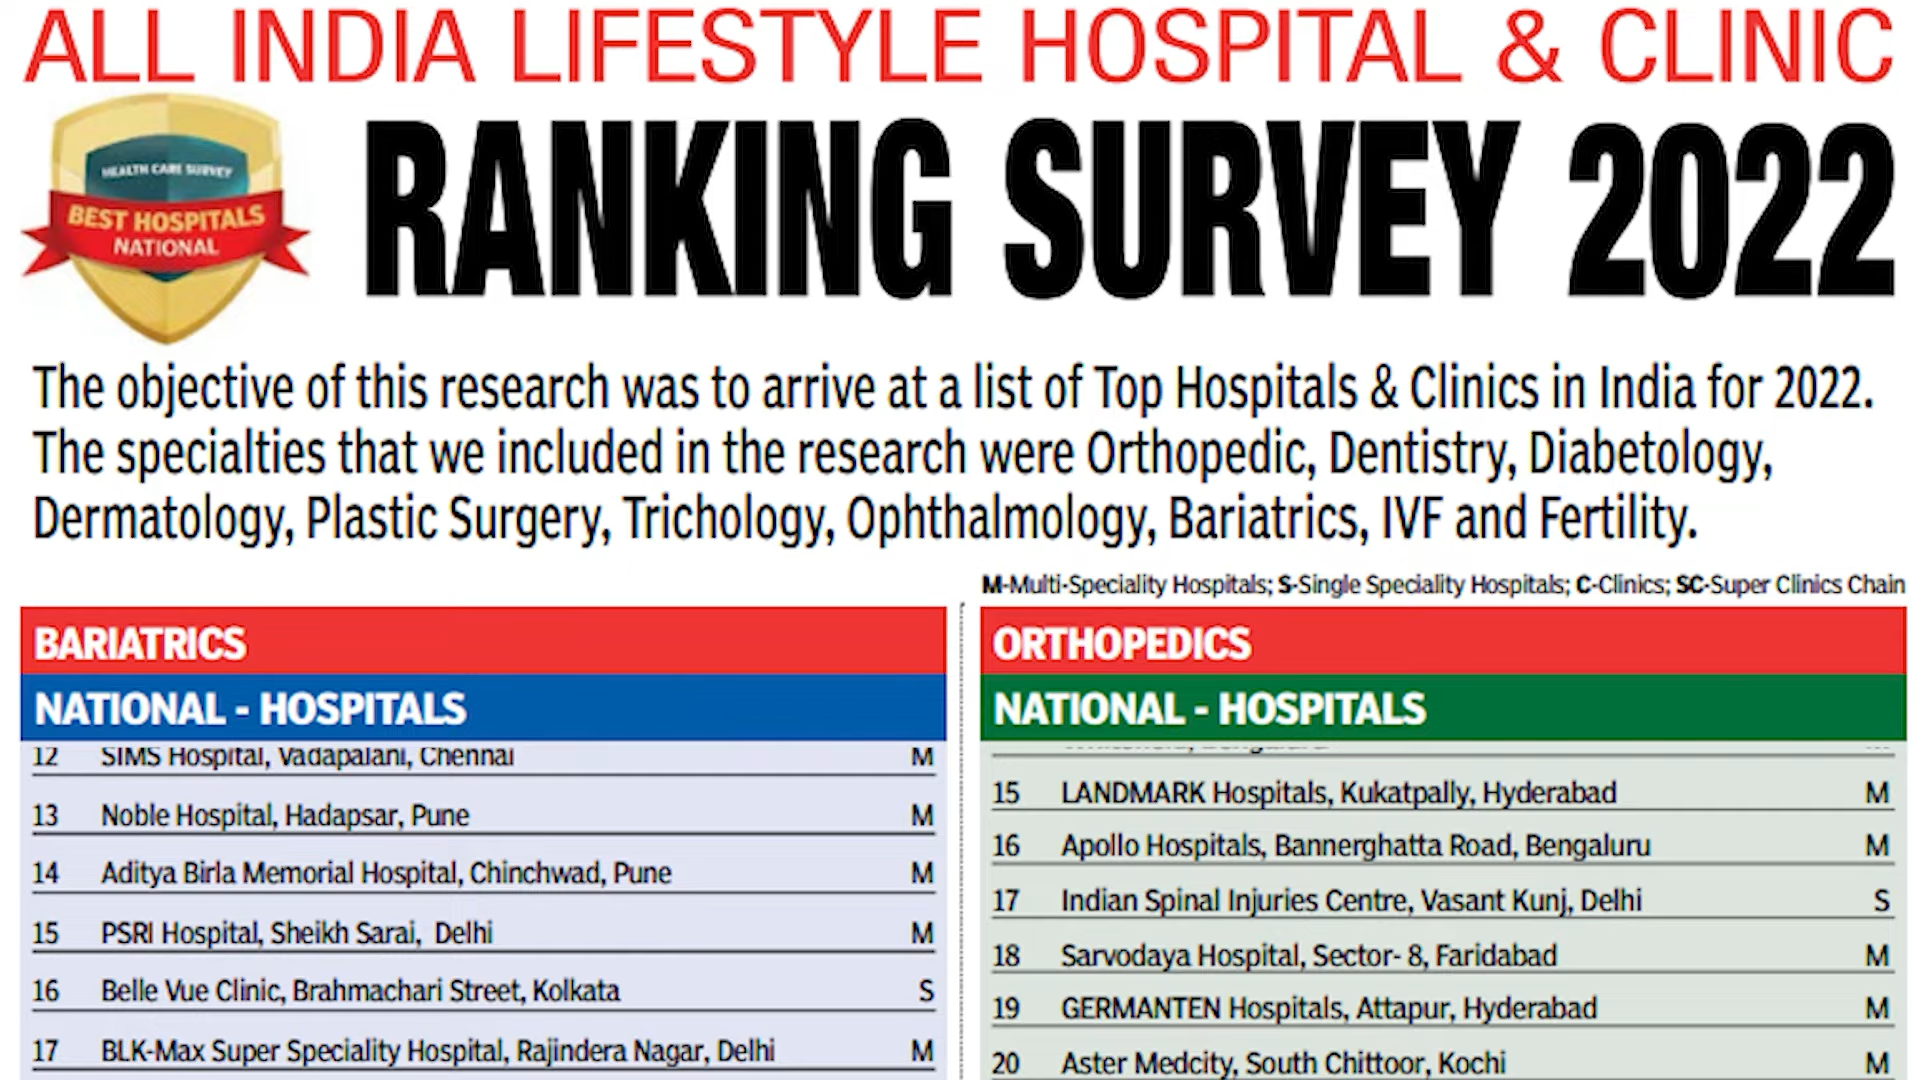 ALL INDIA LIFESTYLE HOSPITAL & CLINIC
HEALTH CARE SURVEY
BEST HOSPITALS
NATIONAL
RANKING SURVEY 2022
The objective of this research was to arrive at a list of Top Hospitals & Clinics in India for 2022.
The specialties that we included in the research were Orthopedic, Dentistry, Diabetology,
Dermatology, Plastic Surgery, Trichology, Ophthalmology, Bariatrics, IVF and Fertility.
M-Multi-Speciality Hospitals; S-Single Speciality Hospitals; C-Clinics; SC-Super Clinics Chain
BARIATRICS
NATIONAL - HOSPITALS
12 SIMS Hospital, Vadapalani, Chennai M
13 Noble Hospital, Hadapsar, Pune M
14 Aditya Birla Memorial Hospital, Chinchwad, Pune M
15 PSRI Hospital, Sheikh Sarai, Delhi M
16 Belle Vue Clinic, Brahmachari Street, Kolkata S
17 BLK-Max Super Speciality Hospital, Rajindera Nagar, Delhi M
ORTHOPEDICS
NATIONAL - HOSPITALS
15 LANDMARK Hospitals, Kukatpally, Hyderabad M
16 Apollo Hospitals, Bannerghatta Road, Bengaluru M
17 Indian Spinal Injuries Centre, Vasant Kunj, Delhi S
18 Sarvodaya Hospital, Sector- 8, Faridabad M
19 GERMANTEN Hospitals, Attapur, Hyderabad M
20 Aster Medcity, South Chittoor, Kochi M